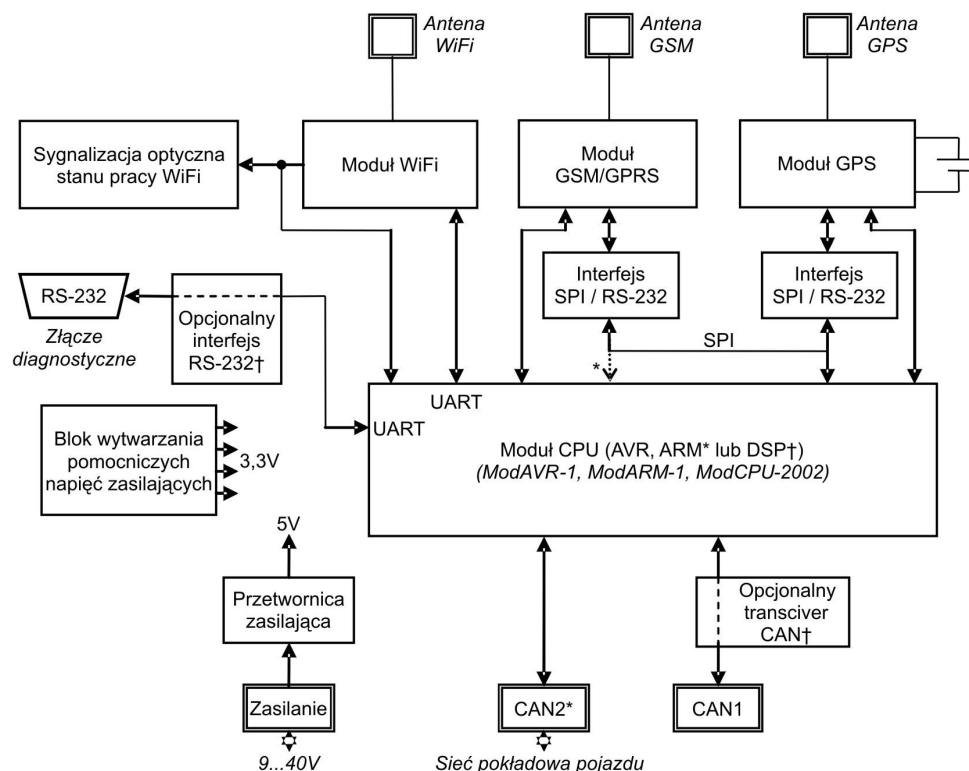 Antena
WiFi
Antena
GSM
Antena
GPS
Sygnalizacja optyczna
stanu pracy WiFi
Moduł WiFi
Moduł
GSM/GPRS
Moduł GPS
RS-232
Złącze
diagnostyczne
Opcjonalny
interfejs
RS-232†
Interfejs
SPI / RS-232
Interfejs
SPI / RS-232
SPI
*
UART
UART
Moduł CPU (AVR, ARM* lub DSP†)
(ModAVR-1, ModARM-1, ModCPU-2002)
Blok wytwarzania
pomocniczych
napięć zasilających
3,3V
5V
Przetwornica
zasilająca
Opcjonalny
transciver
CAN†
Zasilanie
CAN2*
CAN1
9...40V
Sieć pokładowa pojazdu